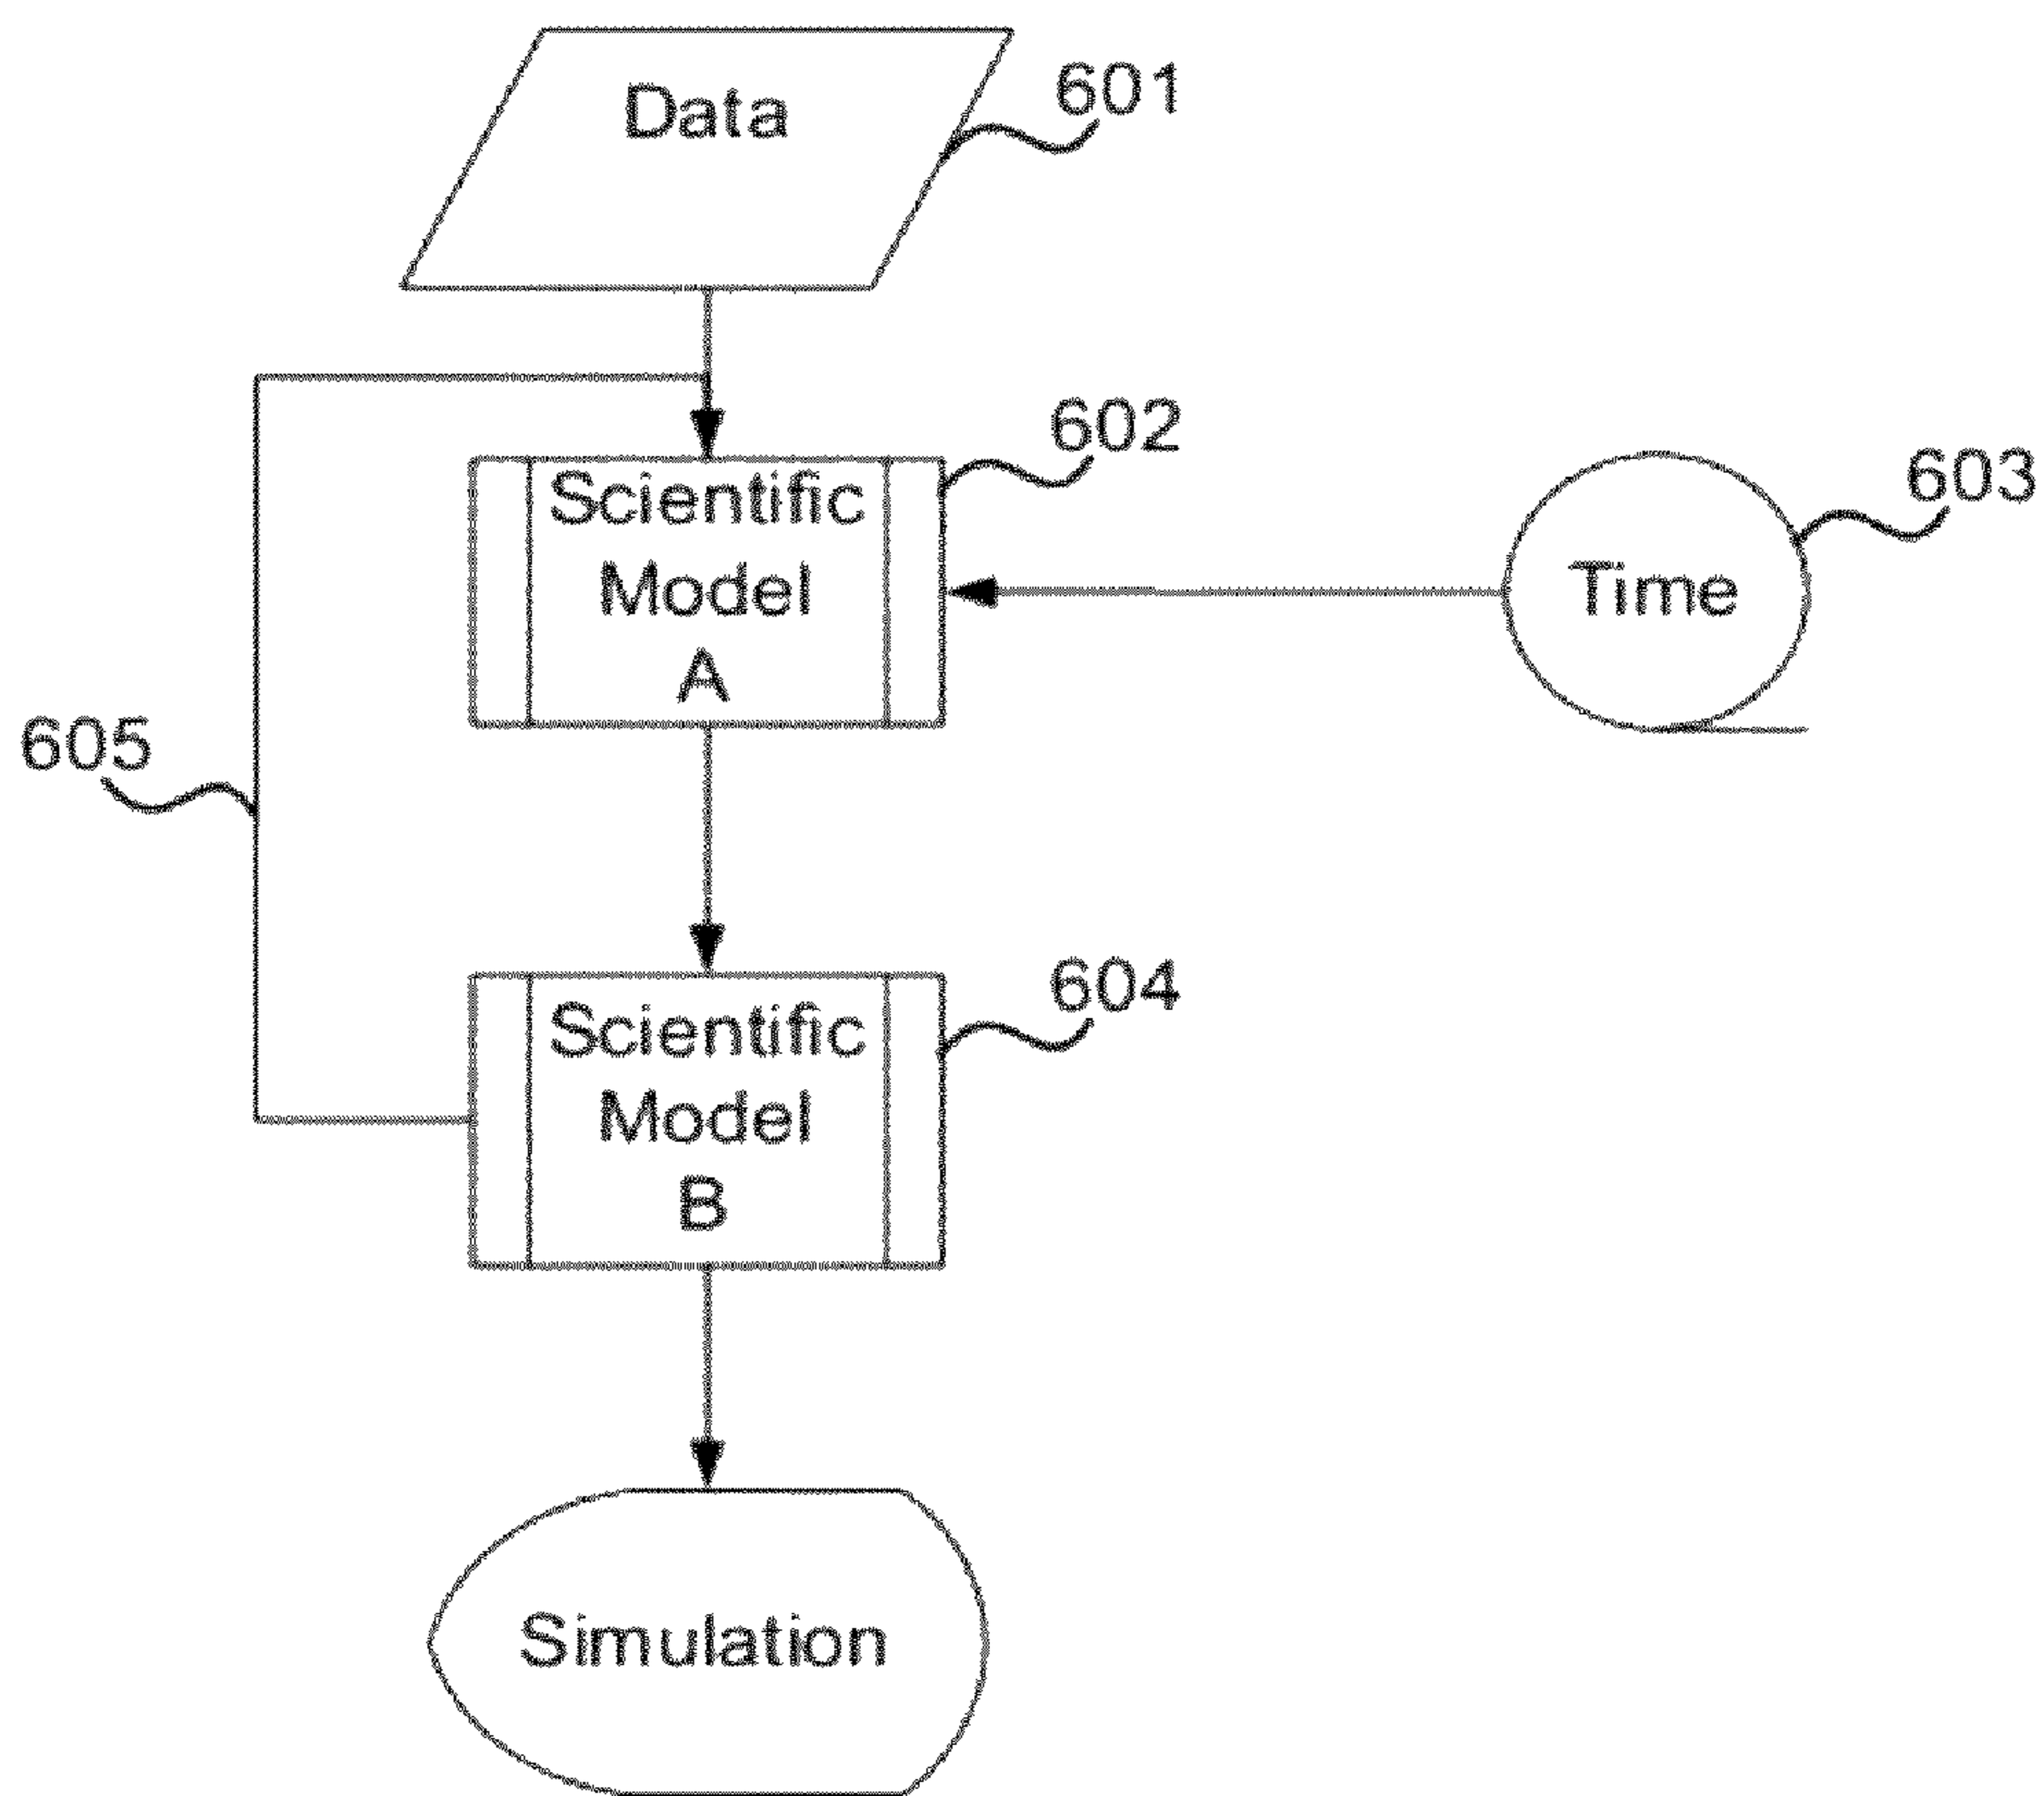 Data
601
Scientific
Model
A
602
Time
603
605
Scientific
Model
B
604
Simulation